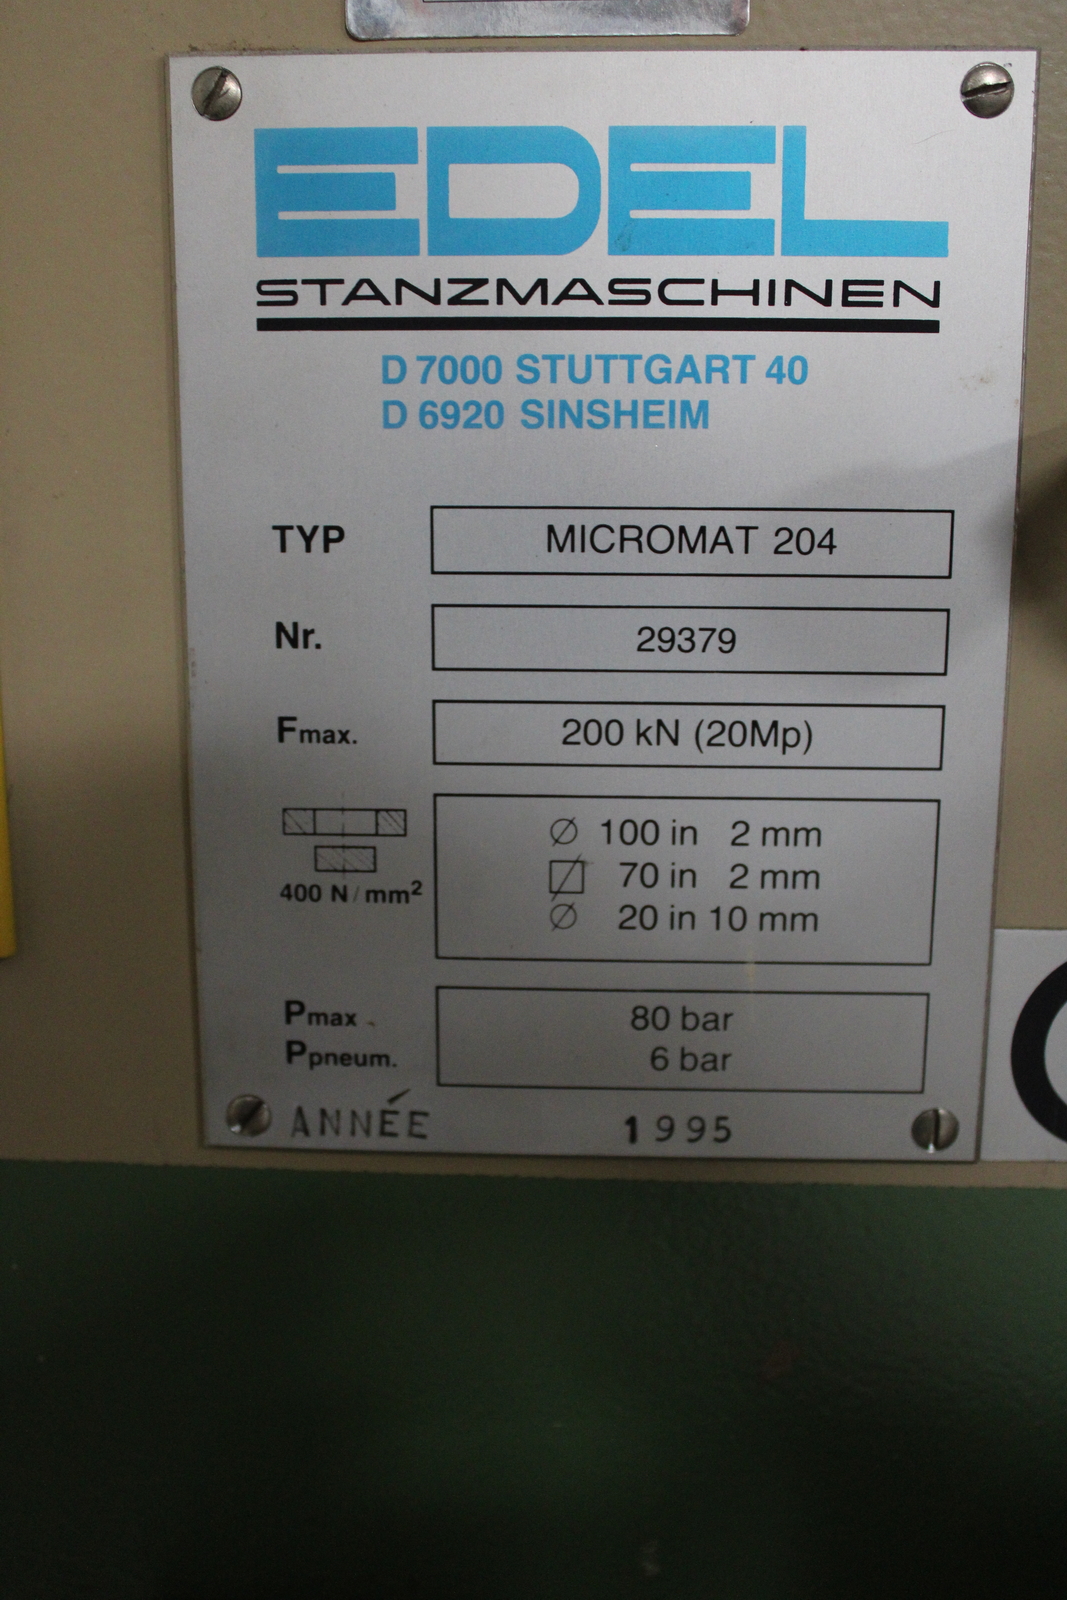 EDEL
STANZMASCHINEN
D 7000 STUTTGART 40
D 6920 SINSHEIM
TYP MICROMAT 204
Nr. 29379
Fmax. 200 kN (20Mp)
∅ 100 in 2 mm
⧄ 70 in 2 mm
∅ 20 in 10 mm
400 N/mm²
Pmax 80 bar
Ppneum. 6 bar
ANNÉE 1995